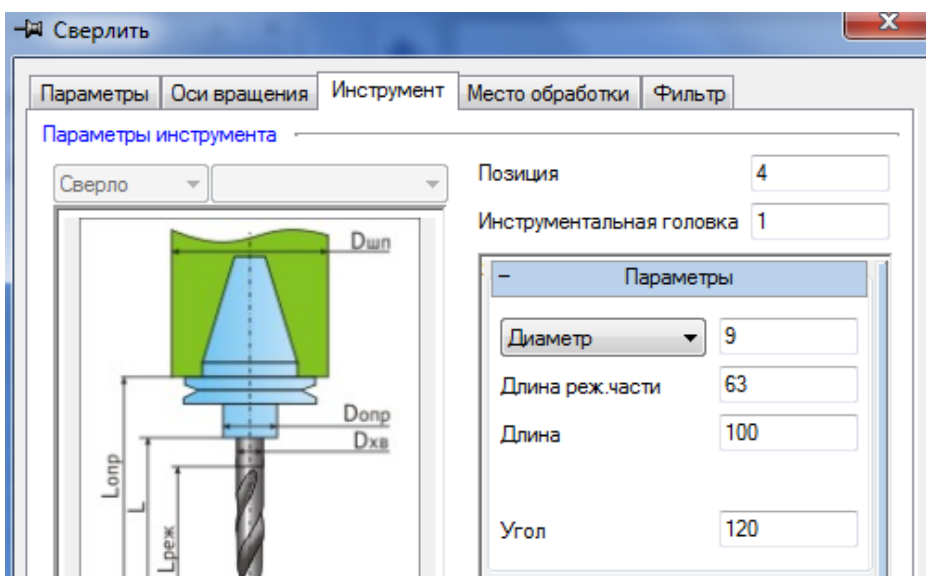 Сверлить
Параметры Оси вращения Инструмент Место обработки Фильтр
Параметры инструмента
Сверло
Позиция 4
Инструментальная головка 1
Dшп
Dопр
Dхв
Lопр
L
Lреж
− Параметры
Диаметр 9
Длина реж.части 63
Длина 100
Угол 120